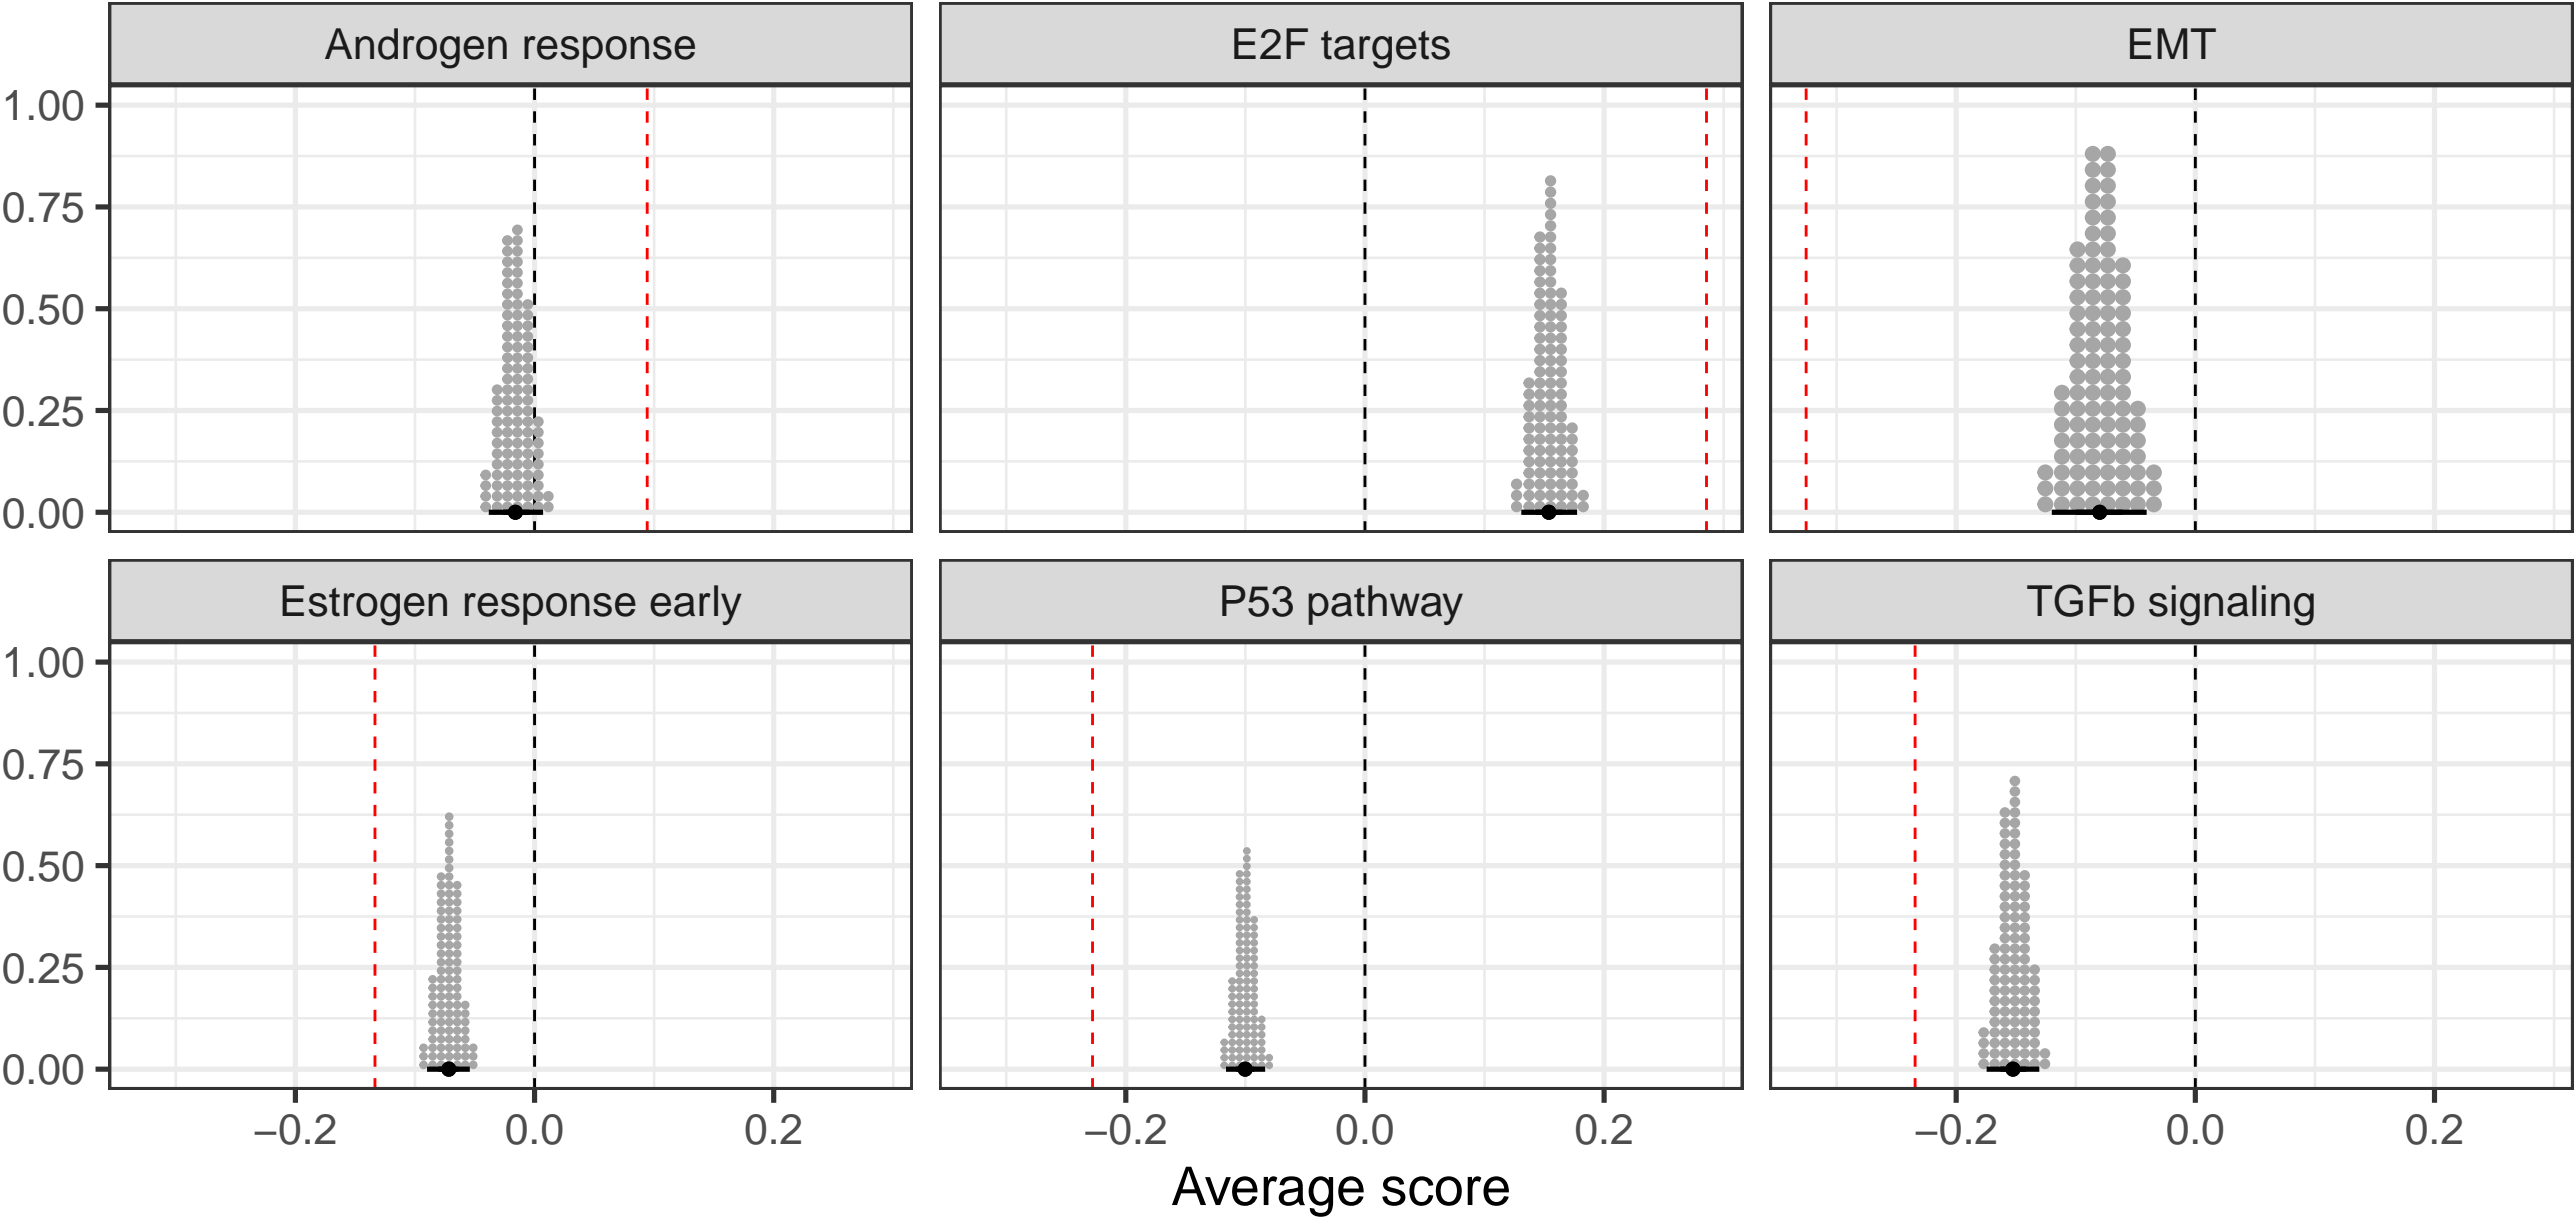 Androgen response E2F targets EMT
1.00
0.75
0.50
0.25
0.00
Estrogen response early P53 pathway TGFb signaling
1.00
0.75
0.50
0.25
0.00
−0.2 0.0 0.2 −0.2 0.0 0.2 −0.2 0.0 0.2
Average score